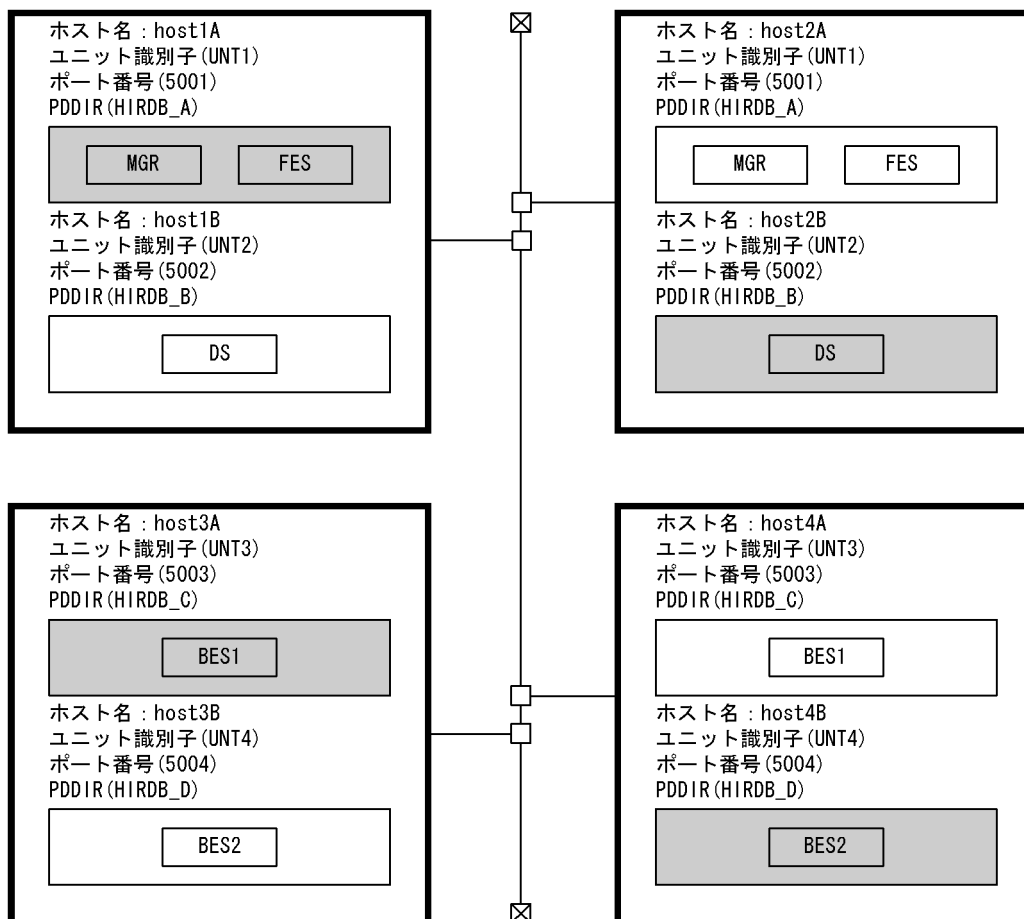 ホスト名：host1A
ユニット識別子(UNT1)
ポート番号(5001)
PDDIR(HIRDB_A)
MGR FES
ホスト名：host1B
ユニット識別子(UNT2)
ポート番号(5002)
PDDIR(HIRDB_B)
DS
ホスト名：host2A
ユニット識別子(UNT1)
ポート番号(5001)
PDDIR(HIRDB_A)
MGR FES
ホスト名：host2B
ユニット識別子(UNT2)
ポート番号(5002)
PDDIR(HIRDB_B)
DS
ホスト名：host3A
ユニット識別子(UNT3)
ポート番号(5003)
PDDIR(HIRDB_C)
BES1
ホスト名：host3B
ユニット識別子(UNT4)
ポート番号(5004)
PDDIR(HIRDB_D)
BES2
ホスト名：host4A
ユニット識別子(UNT3)
ポート番号(5003)
PDDIR(HIRDB_C)
BES1
ホスト名：host4B
ユニット識別子(UNT4)
ポート番号(5004)
PDDIR(HIRDB_D)
BES2